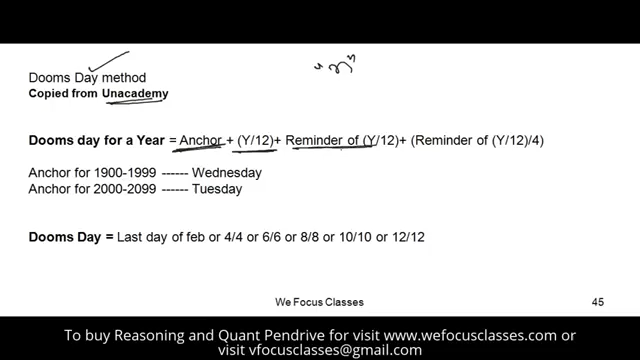 Dooms Day method
Copied from Unacademy
Dooms day for a Year = Anchor + (Y/12)+ Reminder of (Y/12)+ (Reminder of (Y/12)/4)
Anchor for 1900-1999 ------ Wednesday
Anchor for 2000-2099 ------ Tuesday
Dooms Day = Last day of feb or 4/4 or 6/6 or 8/8 or 10/10 or 12/12
We Focus Classes
45
To buy Reasoning and Quant Pendrive for visit www.wefocusclasses.com or
visit vfocusclasses@gmail.com